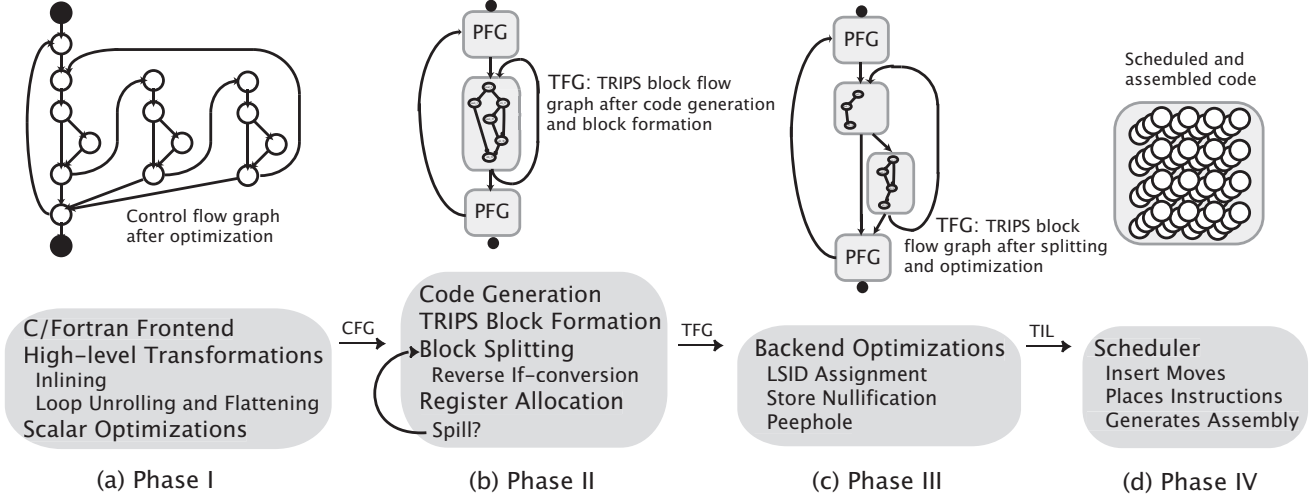 Control flow graph
after optimization
PFG
TFG: TRIPS block flow
graph after code generation
and block formation
PFG
PFG
TFG: TRIPS block
flow graph after splitting
and optimization
PFG
Scheduled and
assembled code
C/Fortran Frontend
High-level Transformations
Inlining
Loop Unrolling and Flattening
Scalar Optimizations
CFG
Code Generation
TRIPS Block Formation
Block Splitting
Reverse If-conversion
Register Allocation
Spill?
TFG
Backend Optimizations
LSID Assignment
Store Nullification
Peephole
TIL
Scheduler
Insert Moves
Places Instructions
Generates Assembly
(a) Phase I
(b) Phase II
(c) Phase III
(d) Phase IV